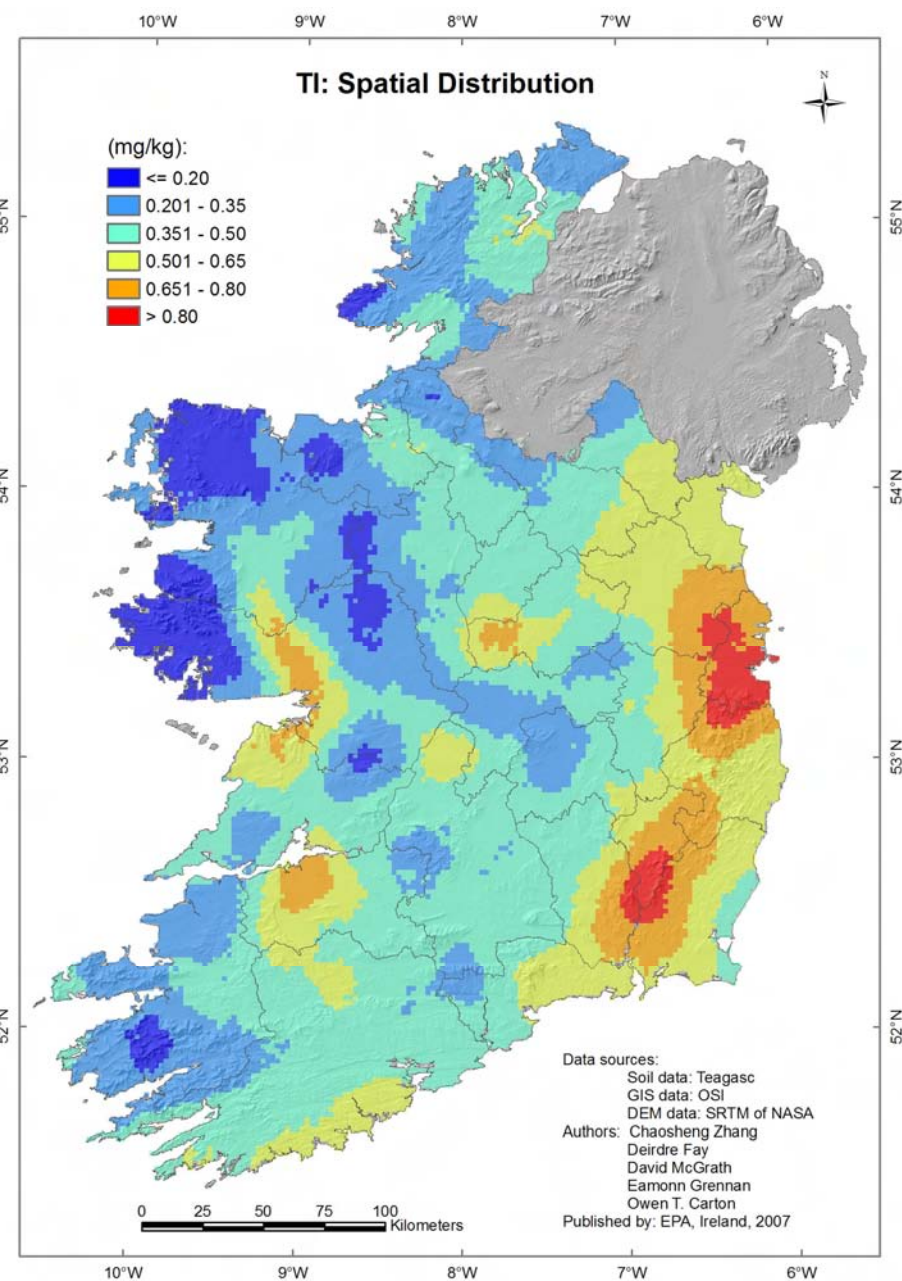 10°W 9°W 8°W 7°W 6°W
Tl: Spatial Distribution
N
(mg/kg):
<= 0.20
0.201 - 0.35
0.351 - 0.50
0.501 - 0.65
0.651 - 0.80
> 0.80
55°N 55°N
54°N 54°N
53°N 53°N
52°N 52°N
Data sources:
Soil data: Teagasc
GIS data: OSI
DEM data: SRTM of NASA
Authors: Chaosheng Zhang
Deirdre Fay
David McGrath
Eamonn Grennan
Owen T. Carton
Published by: EPA, Ireland, 2007
0 25 50 75 100
Kilometers
10°W 9°W 8°W 7°W 6°W